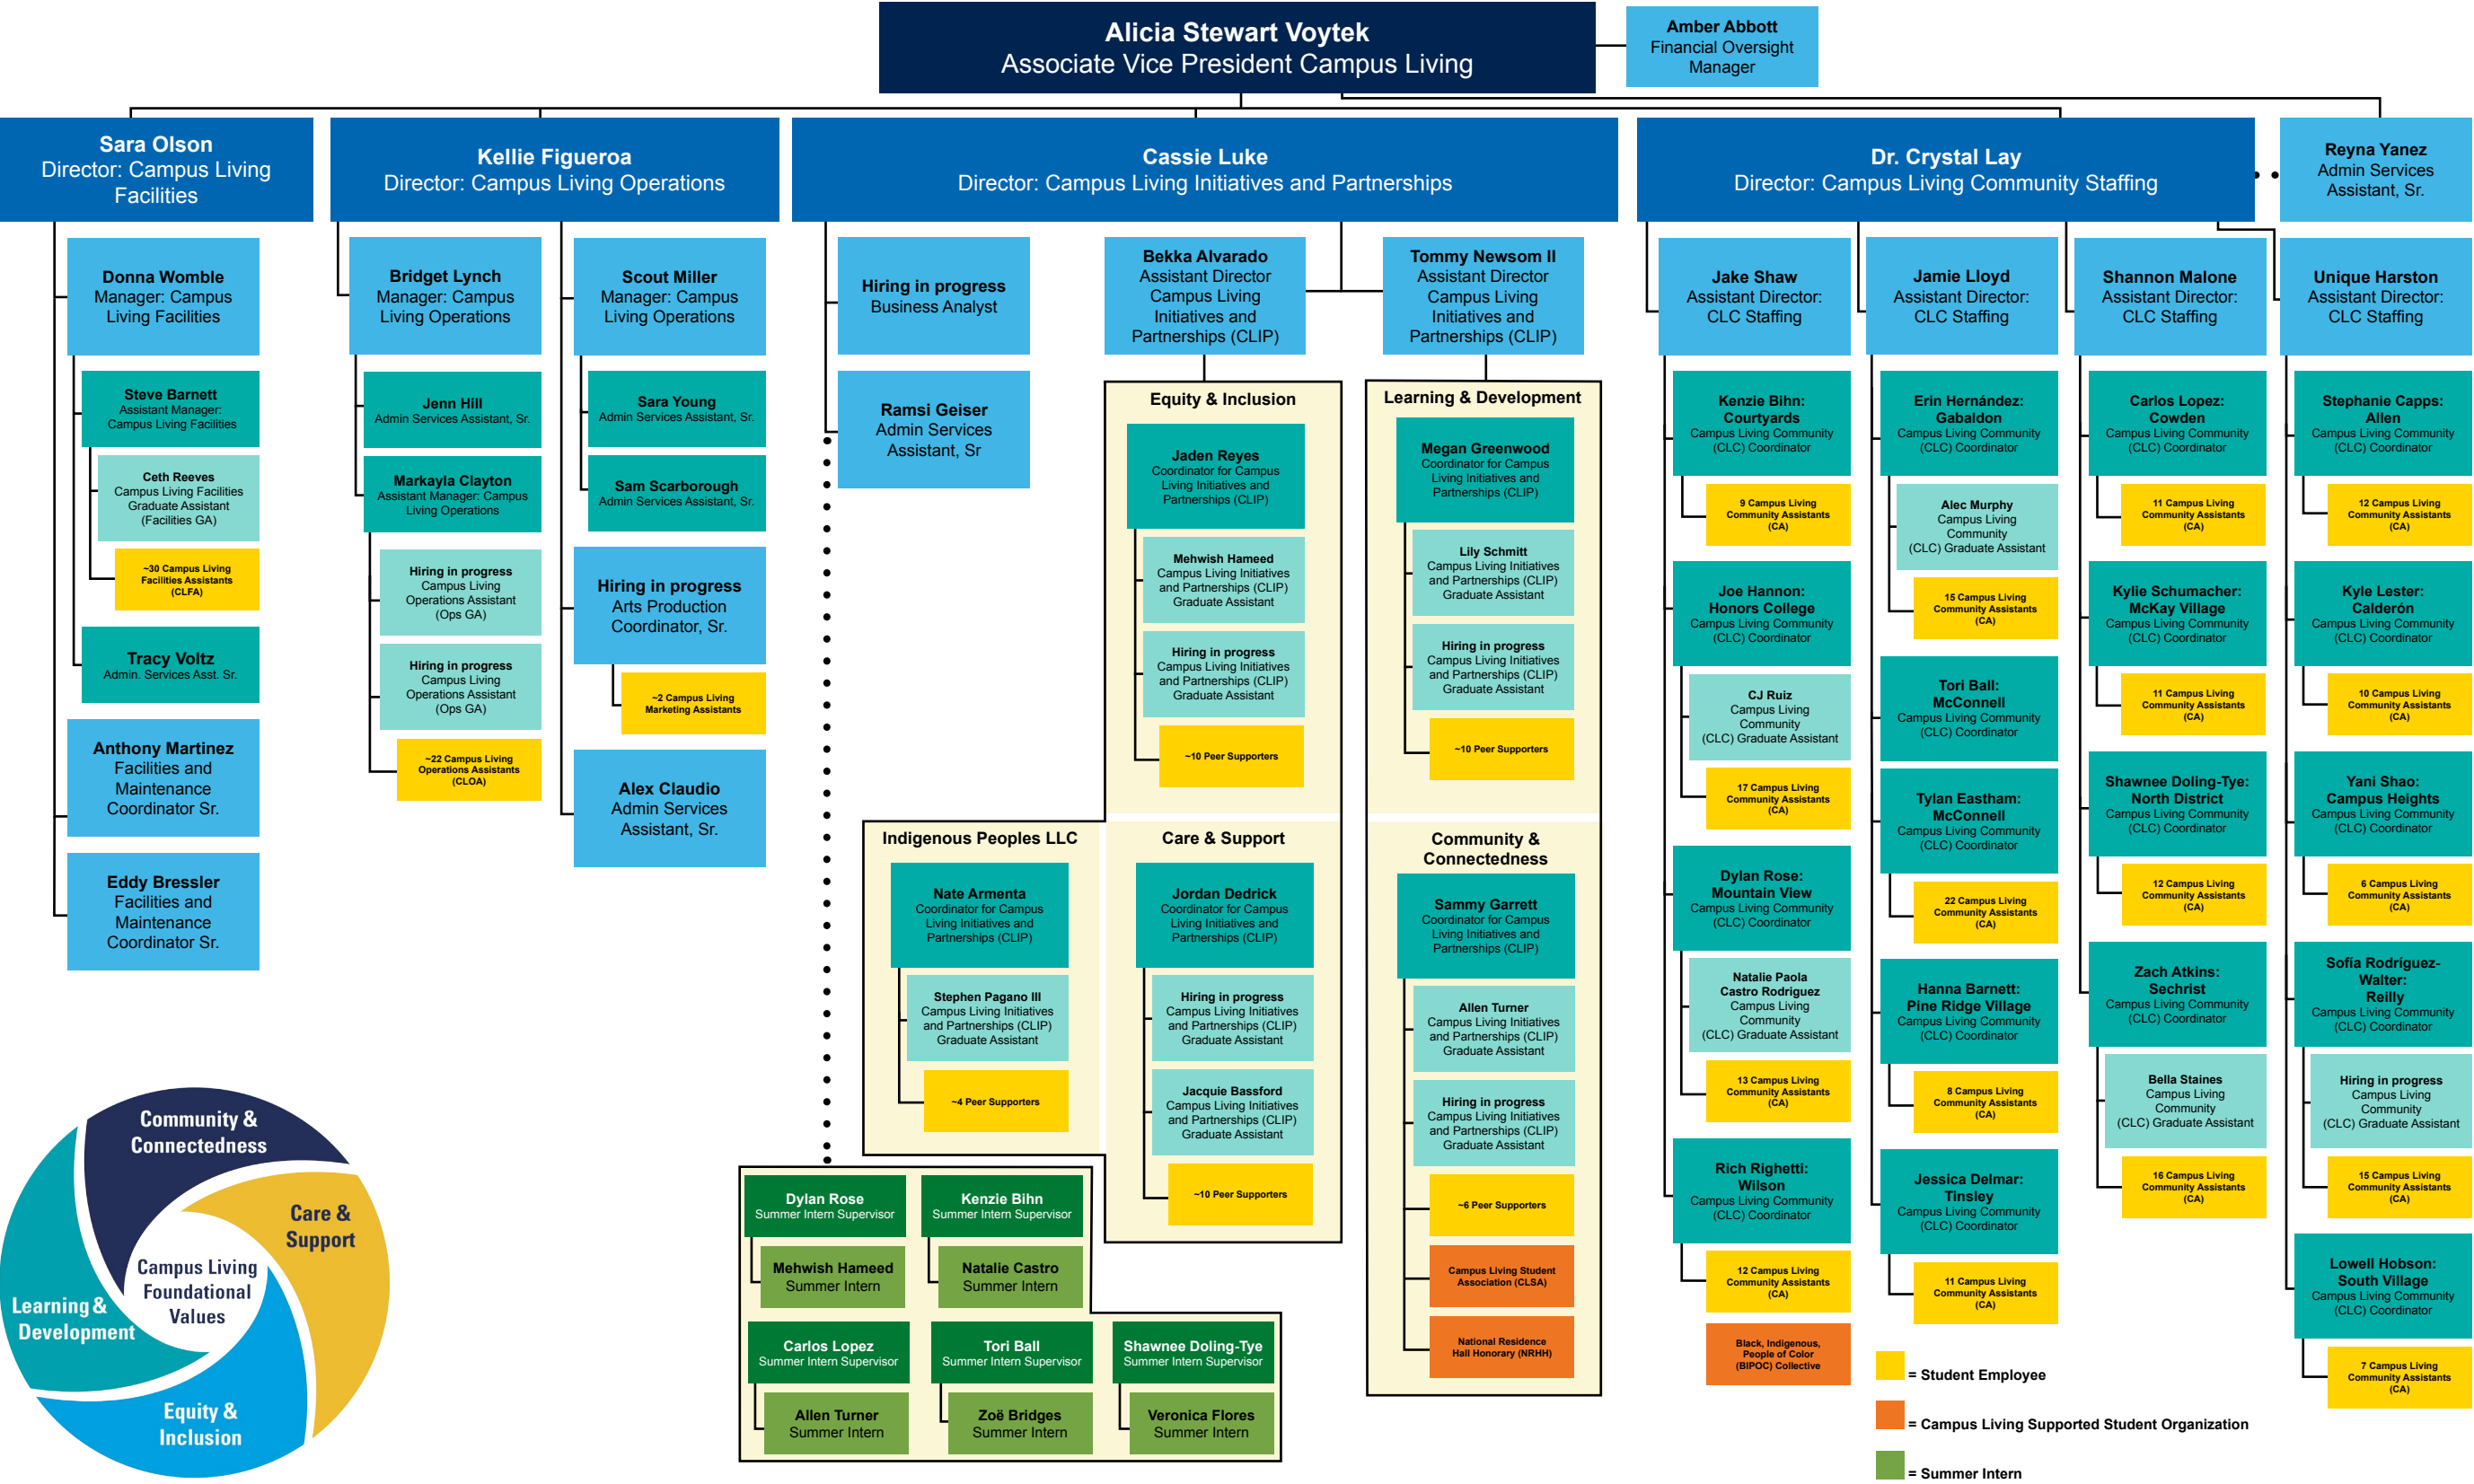 Alicia Stewart Voytek
Associate Vice President Campus Living
Amber Abbott
Financial Oversight
Manager
Sara Olson
Director: Campus Living
Facilities
Kellie Figueroa
Director: Campus Living Operations
Cassie Luke
Director: Campus Living Initiatives and Partnerships
Dr. Crystal Lay
Director: Campus Living Community Staffing
Reyna Yanez
Admin Services
Assistant, Sr.
Donna Womble
Manager: Campus
Living Facilities
Steve Barnett
Assistant Manager:
Campus Living Facilities
Ceth Reeves
Campus Living Facilities
Graduate Assistant
(Facilities GA)
~30 Campus Living
Facilities Assistants
(CLFA)
Tracy Voltz
Admin. Services Asst. Sr.
Anthony Martinez
Facilities and
Maintenance
Coordinator Sr.
Eddy Bressler
Facilities and
Maintenance
Coordinator Sr.
Bridget Lynch
Manager: Campus
Living Operations
Jenn Hill
Admin Services Assistant, Sr.
Markayla Clayton
Assistant Manager: Campus
Living Operations
Hiring in progress
Campus Living
Operations Assistant
(Ops GA)
Hiring in progress
Campus Living
Operations Assistant
(Ops GA)
~22 Campus Living
Operations Assistants
(CLOA)
Scout Miller
Manager: Campus
Living Operations
Sara Young
Admin Services Assistant, Sr.
Sam Scarborough
Admin Services Assistant, Sr.
Hiring in progress
Arts Production
Coordinator, Sr.
~2 Campus Living
Marketing Assistants
Alex Claudio
Admin Services
Assistant, Sr.
Hiring in progress
Business Analyst
Ramsi Geiser
Admin Services
Assistant, Sr
Bekka Alvarado
Assistant Director
Campus Living
Initiatives and
Partnerships (CLIP)
Tommy Newsom II
Assistant Director
Campus Living
Initiatives and
Partnerships (CLIP)
Equity & Inclusion
Jaden Reyes
Coordinator for Campus
Living Initiatives and
Partnerships (CLIP)
Mehwish Hameed
Campus Living Initiatives
and Partnerships (CLIP)
Graduate Assistant
Hiring in progress
Campus Living Initiatives
and Partnerships (CLIP)
Graduate Assistant
~10 Peer Supporters
Learning & Development
Megan Greenwood
Coordinator for Campus
Living Initiatives and
Partnerships (CLIP)
Lily Schmitt
Campus Living Initiatives
and Partnerships (CLIP)
Graduate Assistant
Hiring in progress
Campus Living Initiatives
and Partnerships (CLIP)
Graduate Assistant
~10 Peer Supporters
Indigenous Peoples LLC
Nate Armenta
Coordinator for Campus
Living Initiatives and
Partnerships (CLIP)
Stephen Pagano III
Campus Living Initiatives
and Partnerships (CLIP)
Graduate Assistant
~4 Peer Supporters
Care & Support
Jordan Dedrick
Coordinator for Campus
Living Initiatives and
Partnerships (CLIP)
Hiring in progress
Campus Living Initiatives
and Partnerships (CLIP)
Graduate Assistant
Jacquie Bassford
Campus Living Initiatives
and Partnerships (CLIP)
Graduate Assistant
~10 Peer Supporters
Community &
Connectedness
Sammy Garrett
Coordinator for Campus
Living Initiatives and
Partnerships (CLIP)
Allen Turner
Campus Living Initiatives
and Partnerships (CLIP)
Graduate Assistant
Hiring in progress
Campus Living Initiatives
and Partnerships (CLIP)
Graduate Assistant
~6 Peer Supporters
Campus Living Student
Association (CLSA)
National Residence
Hall Honorary (NRHH)
Dylan Rose
Summer Intern Supervisor
Mehwish Hameed
Summer Intern
Kenzie Bihn
Summer Intern Supervisor
Natalie Castro
Summer Intern
Carlos Lopez
Summer Intern Supervisor
Allen Turner
Summer Intern
Tori Ball
Summer Intern Supervisor
Zoë Bridges
Summer Intern
Shawnee Doling-Tye
Summer Intern Supervisor
Veronica Flores
Summer Intern
Jake Shaw
Assistant Director:
CLC Staffing
Kenzie Bihn:
Courtyards
Campus Living Community
(CLC) Coordinator
9 Campus Living
Community Assistants
(CA)
Joe Hannon:
Honors College
Campus Living Community
(CLC) Coordinator
CJ Ruiz
Campus Living
Community
(CLC) Graduate Assistant
17 Campus Living
Community Assistants
(CA)
Dylan Rose:
Mountain View
Campus Living Community
(CLC) Coordinator
Natalie Paola
Castro Rodriguez
Campus Living
Community
(CLC) Graduate Assistant
13 Campus Living
Community Assistants
(CA)
Rich Righetti:
Wilson
Campus Living Community
(CLC) Coordinator
12 Campus Living
Community Assistants
(CA)
Black, Indigenous,
People of Color
(BIPOC) Collective
Jamie Lloyd
Assistant Director:
CLC Staffing
Erin Hernández:
Gabaldon
Campus Living Community
(CLC) Coordinator
Alec Murphy
Campus Living
Community
(CLC) Graduate Assistant
15 Campus Living
Community Assistants
(CA)
Tori Ball:
McConnell
Campus Living Community
(CLC) Coordinator
Tylan Eastham:
McConnell
Campus Living Community
(CLC) Coordinator
22 Campus Living
Community Assistants
(CA)
Hanna Barnett:
Pine Ridge Village
Campus Living Community
(CLC) Coordinator
8 Campus Living
Community Assistants
(CA)
Jessica Delmar:
Tinsley
Campus Living Community
(CLC) Coordinator
11 Campus Living
Community Assistants
(CA)
Shannon Malone
Assistant Director:
CLC Staffing
Carlos Lopez:
Cowden
Campus Living Community
(CLC) Coordinator
11 Campus Living
Community Assistants
(CA)
Kylie Schumacher:
McKay Village
Campus Living Community
(CLC) Coordinator
11 Campus Living
Community Assistants
(CA)
Shawnee Doling-Tye:
North District
Campus Living Community
(CLC) Coordinator
12 Campus Living
Community Assistants
(CA)
Zach Atkins:
Sechrist
Campus Living Community
(CLC) Coordinator
Bella Staines
Campus Living
Community
(CLC) Graduate Assistant
16 Campus Living
Community Assistants
(CA)
Unique Harston
Assistant Director:
CLC Staffing
Stephanie Capps:
Allen
Campus Living Community
(CLC) Coordinator
12 Campus Living
Community Assistants
(CA)
Kyle Lester:
Calderón
Campus Living Community
(CLC) Coordinator
10 Campus Living
Community Assistants
(CA)
Yani Shao:
Campus Heights
Campus Living Community
(CLC) Coordinator
6 Campus Living
Community Assistants
(CA)
Sofía Rodríguez-
Walter:
Reilly
Campus Living Community
(CLC) Coordinator
Hiring in progress
Campus Living
Community
(CLC) Graduate Assistant
15 Campus Living
Community Assistants
(CA)
Lowell Hobson:
South Village
Campus Living Community
(CLC) Coordinator
7 Campus Living
Community Assistants
(CA)
Community &
Connectedness
Care &
Support
Campus Living
Foundational
Values
Learning &
Development
Equity &
Inclusion
= Student Employee
= Campus Living Supported Student Organization
= Summer Intern